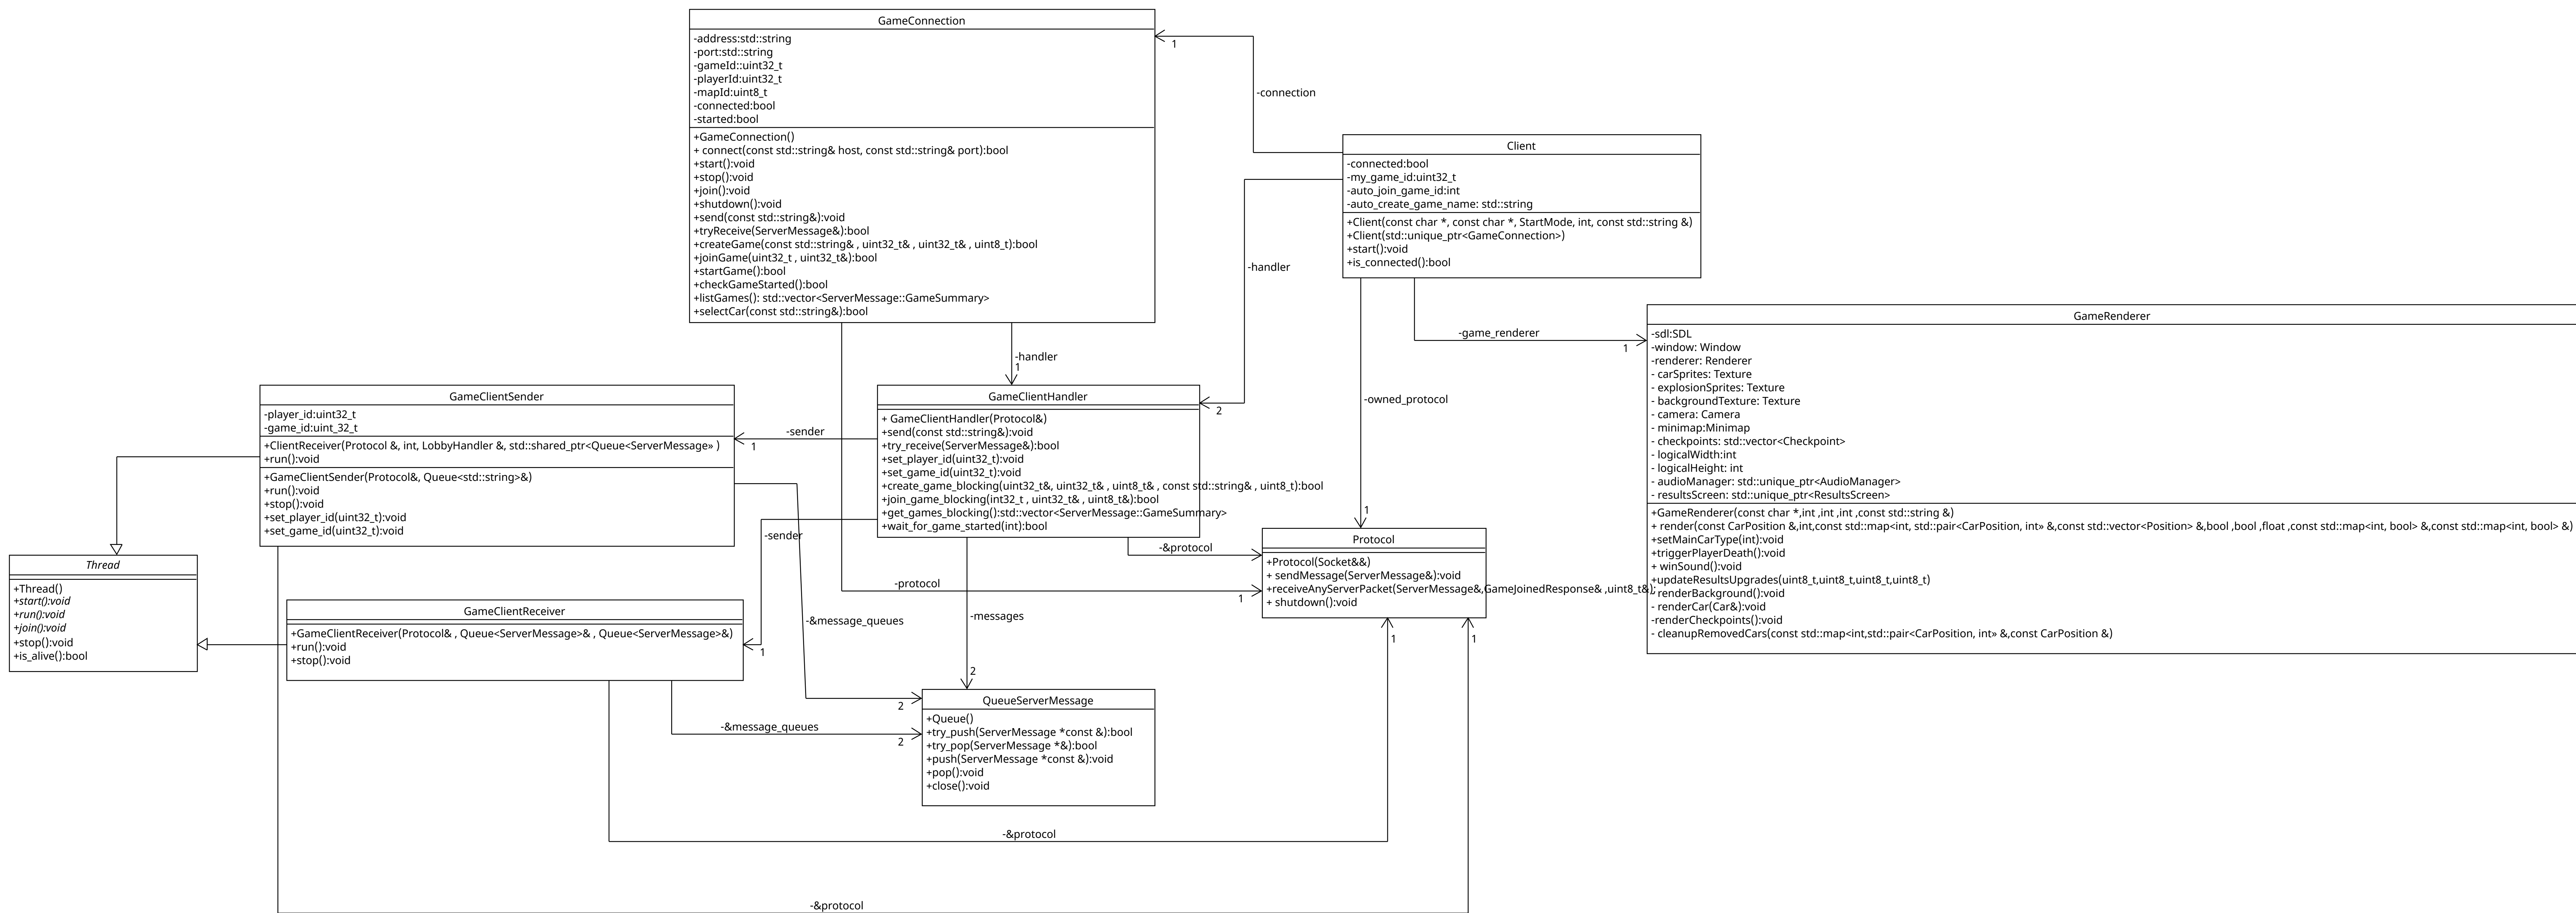 GameConnection
-address:std::string
-port:std::string
-gameId::uint32_t
-playerId:uint32_t
-mapId:uint8_t
-connected:bool
-started:bool
+GameConnection()
+ connect(const std::string& host, const std::string& port):bool
+start():void
+stop():void
+join():void
+shutdown():void
+send(const std::string&):void
+tryReceive(ServerMessage&):bool
+createGame(const std::string& , uint32_t& , uint32_t& , uint8_t):bool
+joinGame(uint32_t , uint32_t&):bool
+startGame():bool
+checkGameStarted():bool
+listGames(): std::vector<ServerMessage::GameSummary>
+selectCar(const std::string&):bool
1
-connection
Client
-connected:bool
-my_game_id:uint32_t
-auto_join_game_id:int
-auto_create_game_name: std::string
+Client(const char *, const char *, StartMode, int, const std::string &)
+Client(std::unique_ptr<GameConnection>)
+start():void
+is_connected():bool
-handler
2
-game_renderer
1
-owned_protocol
1
GameRenderer
-sdl:SDL
-window: Window
-renderer: Renderer
- carSprites: Texture
- explosionSprites: Texture
- backgroundTexture: Texture
- camera: Camera
- minimap:Minimap
- checkpoints: std::vector<Checkpoint>
- logicalWidth:int
- logicalHeight: int
- audioManager: std::unique_ptr<AudioManager>
- resultsScreen: std::unique_ptr<ResultsScreen>
+GameRenderer(const char *,int ,int ,int ,const std::string &)
+ render(const CarPosition &,int,const std::map<int, std::pair<CarPosition, int» &,const std::vector<Position> &,bool ,bool ,float ,const std::map<int, bool> &,const std::map<int, bool> &)
+setMainCarType(int):void
+triggerPlayerDeath():void
+ winSound():void
+updateResultsUpgrades(uint8_t,uint8_t,uint8_t,uint8_t)
- renderBackground():void
- renderCar(Car&):void
-renderCheckpoints():void
- cleanupRemovedCars(const std::map<int,std::pair<CarPosition, int» &,const CarPosition &)
-handler
1
GameClientSender
-player_id:uint32_t
-game_id:uint_32_t
+ClientReceiver(Protocol &, int, LobbyHandler &, std::shared_ptr<Queue<ServerMessage» )
+run():void
+GameClientSender(Protocol&, Queue<std::string>&)
+run():void
+stop():void
+set_player_id(uint32_t):void
+set_game_id(uint32_t):void
-sender
1
GameClientHandler
+ GameClientHandler(Protocol&)
+send(const std::string&):void
+try_receive(ServerMessage&):bool
+set_player_id(uint32_t):void
+set_game_id(uint32_t):void
+create_game_blocking(uint32_t&, uint32_t& , uint8_t& , const std::string& , uint8_t):bool
+join_game_blocking(int32_t , uint32_t& , uint8_t&):bool
+get_games_blocking():std::vector<ServerMessage::GameSummary>
+wait_for_game_started(int):bool
-sender
1
-&protocol
-protocol
1
Protocol
+Protocol(Socket&&)
+ sendMessage(ServerMessage&):void
+receiveAnyServerPacket(ServerMessage&,GameJoinedResponse& ,uint8_t&):
+ shutdown():void
1
1
Thread
+Thread()
+start():void
+run():void
+join():void
+stop():void
+is_alive():bool
GameClientReceiver
+GameClientReceiver(Protocol& , Queue<ServerMessage>& , Queue<ServerMessage>&)
+run():void
+stop():void
-&message_queues
2
-messages
2
-&message_queues
2
QueueServerMessage
+Queue()
+try_push(ServerMessage *const &):bool
+try_pop(ServerMessage *&):bool
+push(ServerMessage *const &):void
+pop():void
+close():void
-&protocol
-&protocol